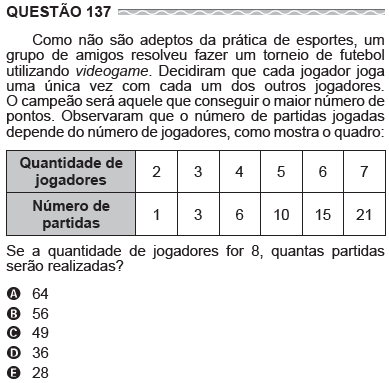 QUESTÃO 137
Como não são adeptos da prática de esportes, um
grupo de amigos resolveu fazer um torneio de futebol
utilizando videogame. Decidiram que cada jogador joga
uma única vez com cada um dos outros jogadores.
O campeão será aquele que conseguir o maior número de
pontos. Observaram que o número de partidas jogadas
depende do número de jogadores, como mostra o quadro:
Quantidade de jogadores 2 3 4 5 6 7
Número de partidas 1 3 6 10 15 21
Se a quantidade de jogadores for 8, quantas partidas
serão realizadas?
A 64
B 56
C 49
D 36
E 28